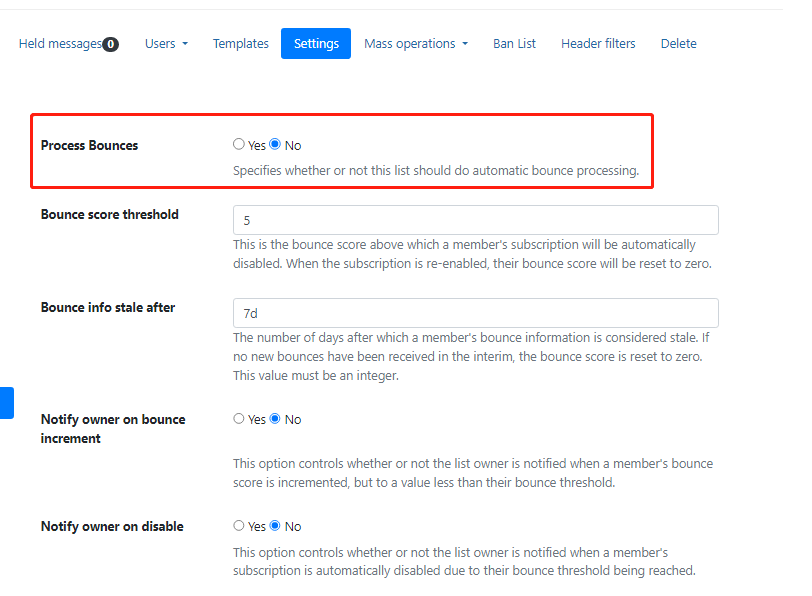 Held messages 0 Users Templates Settings Mass operations Ban List Header filters Delete
Process Bounces
Yes No
Specifies whether or not this list should do automatic bounce processing.
Bounce score threshold
5
This is the bounce score above which a member's subscription will be automatically
disabled. When the subscription is re-enabled, their bounce score will be reset to zero.
Bounce info stale after
7d
The number of days after which a member's bounce information is considered stale. If
no new bounces have been received in the interim, the bounce score is reset to zero.
This value must be an integer.
Notify owner on bounce
increment
Yes No
This option controls whether or not the list owner is notified when a member's bounce
score is incremented, but to a value less than their bounce threshold.
Notify owner on disable
Yes No
This option controls whether or not the list owner is notified when a member's
subscription is automatically disabled due to their bounce threshold being reached.